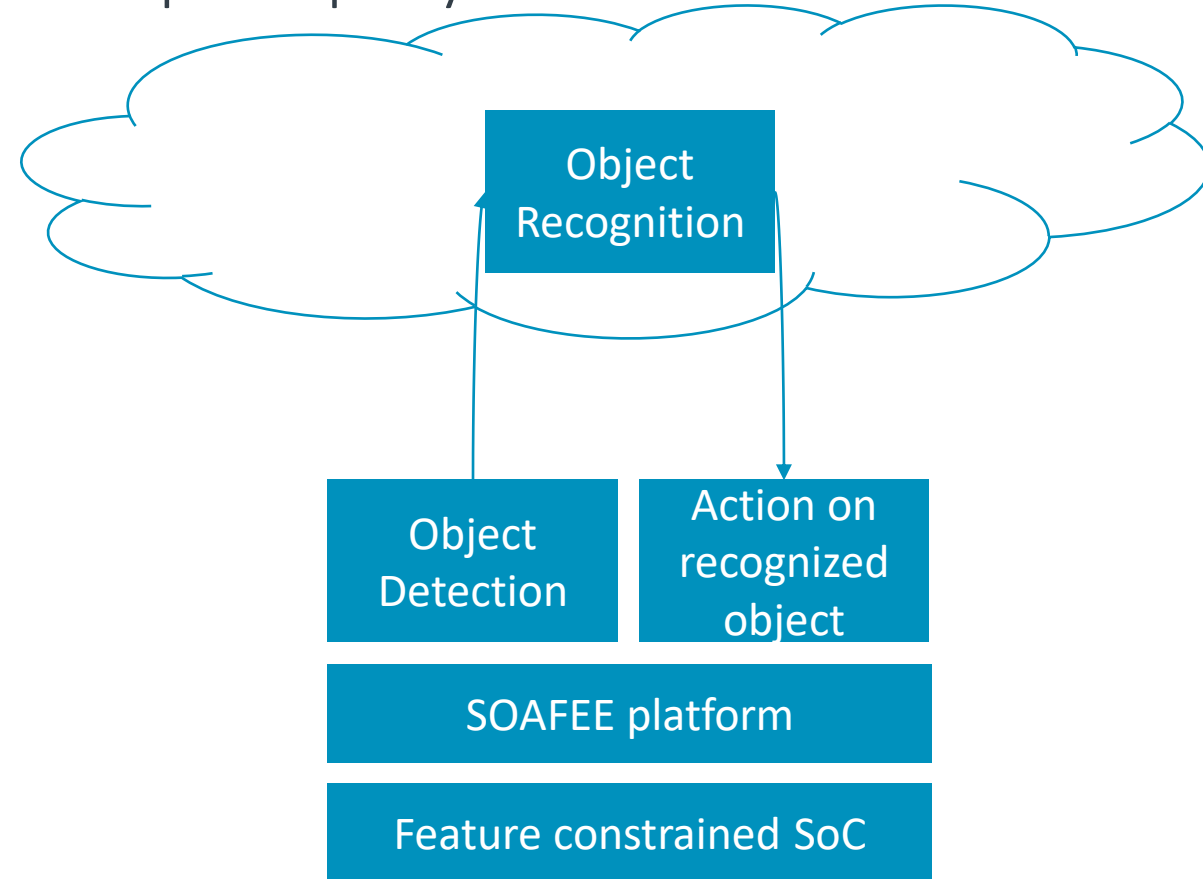 Object
Recognition
Object
Detection
Action on
recognized
object
SOAFEE platform
Feature constrained SoC